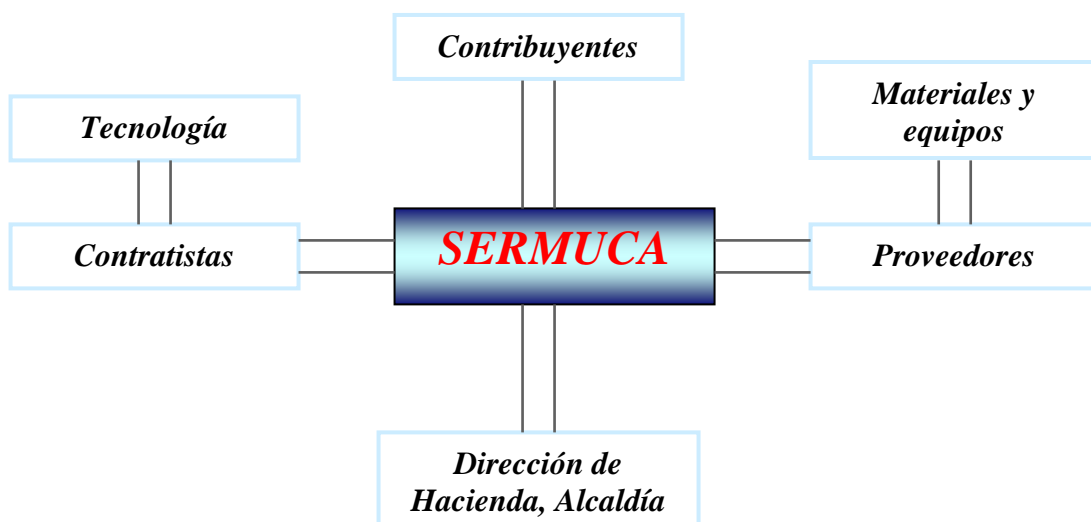 Contribuyentes
Tecnología
Materiales y
equipos
Contratistas
SERMUCA
Proveedores
Dirección de
Hacienda, Alcaldía